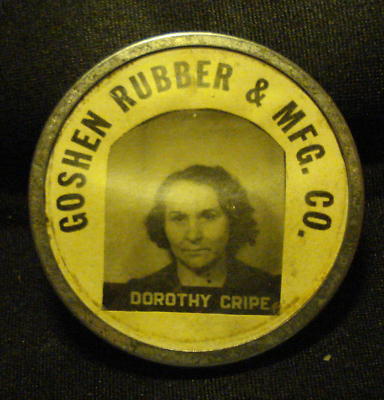 GOSHEN RUBBER & MFG. CO.
DOROTHY CRIPE